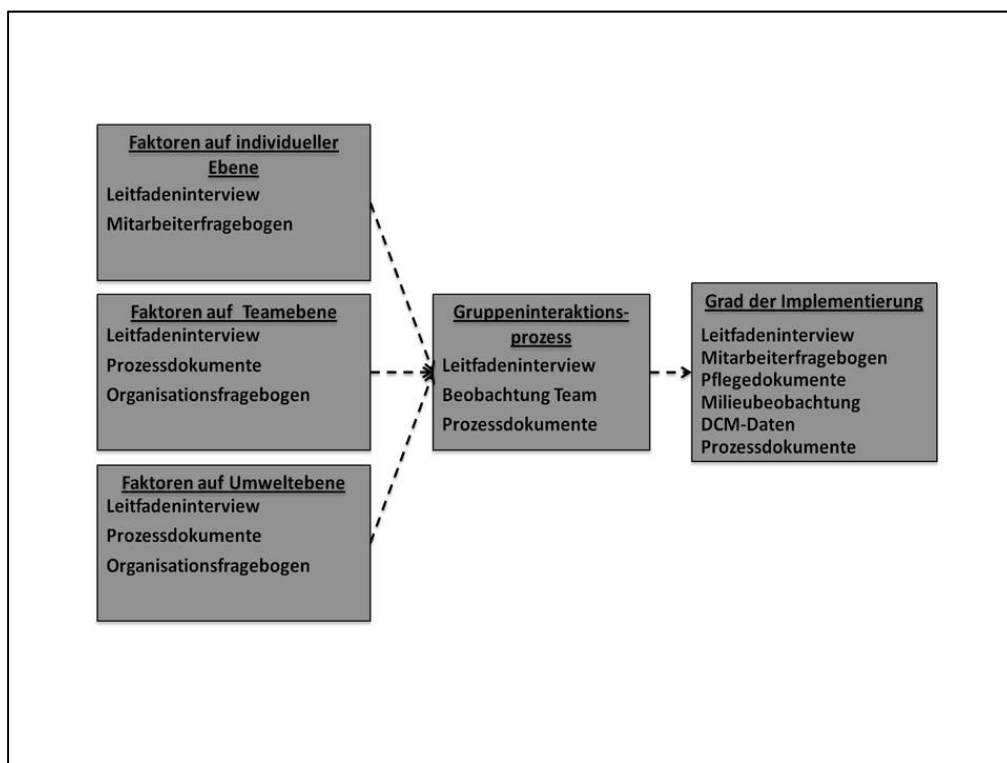 Faktoren auf individueller
Ebene
Leitfadeninterview
Mitarbeiterfragebogen
Faktoren auf Teamebene
Leitfadeninterview
Prozessdokumente
Organisationsfragebogen
Faktoren auf Umweltebene
Leitfadeninterview
Prozessdokumente
Organisationsfragebogen
Gruppeninteraktions-
prozess
Leitfadeninterview
Beobachtung Team
Prozessdokumente
Grad der Implementierung
Leitfadeninterview
Mitarbeiterfragebogen
Pflegedokumente
Milieubeobachtung
DCM-Daten
Prozessdokumente